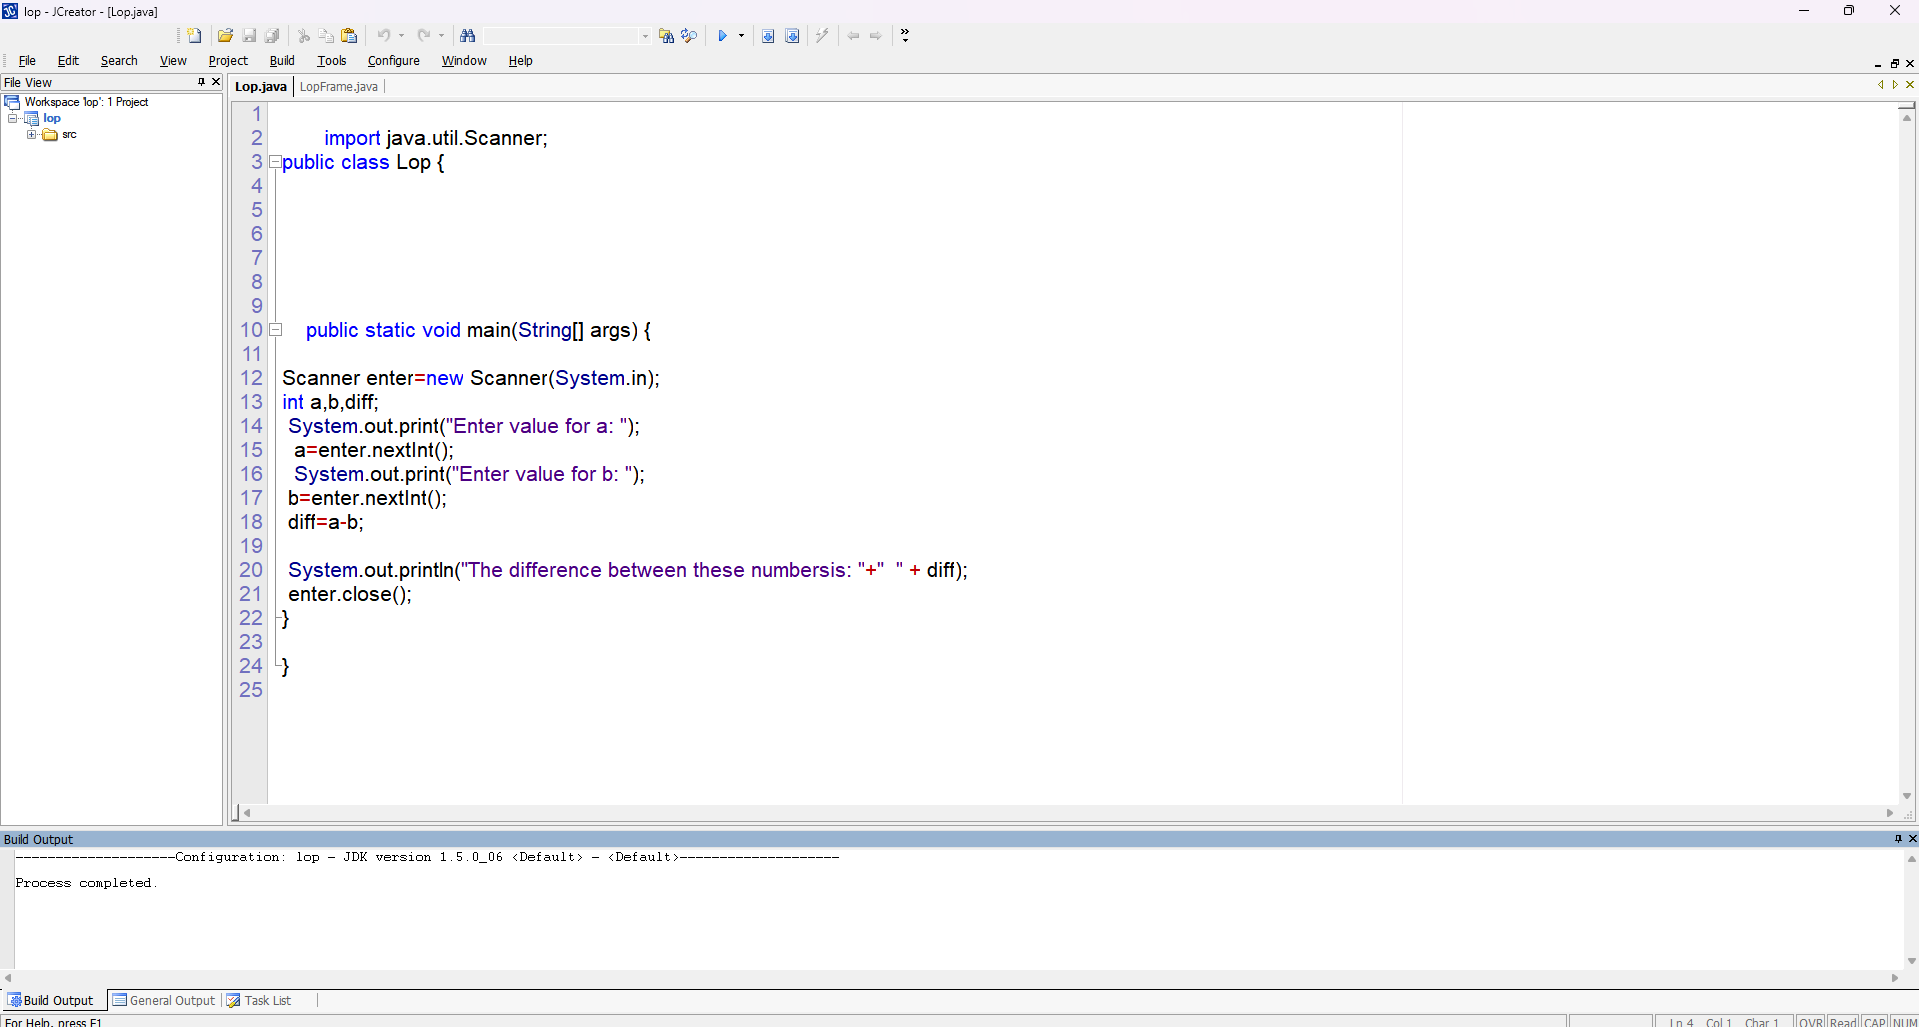 lop - JCreator - [Lop.java]
File Edit Search View Project Build Tools Configure Window Help
File View
Lop.java LopFrame.java
Workspace 'lop': 1 Project
lop
src
1
2 import java.util.Scanner;
3 public class Lop {
4
5
6
7
8
9
10 public static void main(String[] args) {
11
12 Scanner enter=new Scanner(System.in);
13 int a,b,diff;
14 System.out.print("Enter value for a: ");
15 a=enter.nextInt();
16 System.out.print("Enter value for b: ");
17 b=enter.nextInt();
18 diff=a-b;
19
20 System.out.println("The difference between these numbersis: "+"  " + diff);
21 enter.close();
22 }
23
24 }
25
Build Output
--------------------Configuration: lop - JDK version 1.5.0_06 <Default> - <Default>--------------------
Process completed.
Build Output General Output Task List
For Help, press F1 Ln 4 Col 1 Char 1 OVR Read CAP NUM